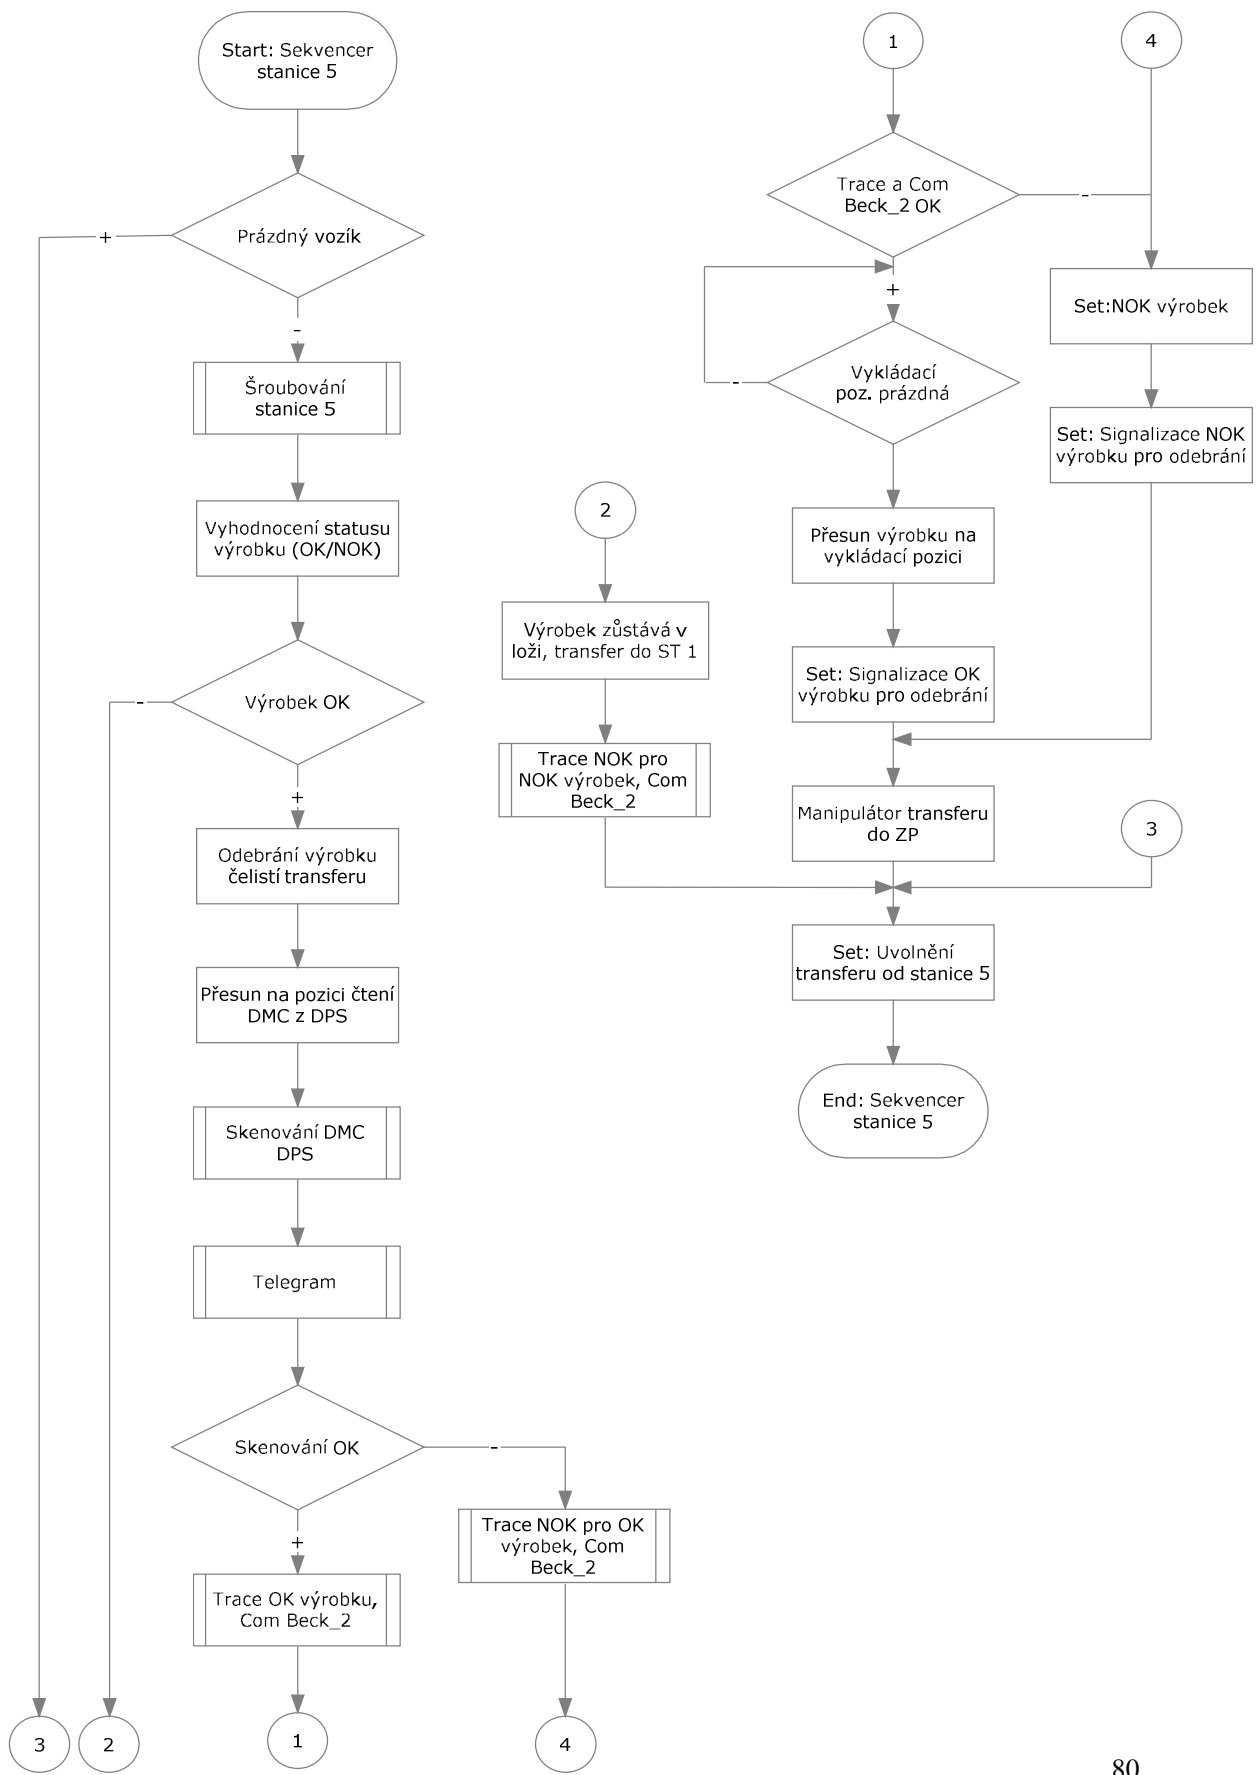 Start: Sekvencer
stanice 5
Prázdný vozík
+
-
Šroubování
stanice 5
Vyhodnocení statusu
výrobku (OK/NOK)
Výrobek OK
-
+
Odebrání výrobku
čelistí transferu
Přesun na pozici čtení
DMC z DPS
Skenování DMC
DPS
Telegram
Skenování OK
-
+
Trace NOK pro OK
výrobek, Com
Beck_2
Trace OK výrobku,
Com Beck_2
3
2
1
4
2
Výrobek zůstává v
loži, transfer do ST 1
Trace NOK pro
NOK výrobek, Com
Beck_2
1
4
Trace a Com
Beck_2 OK
-
+
Set:NOK výrobek
Vykládací
poz. prázdná
-
Set: Signalizace NOK
výrobku pro odebrání
Přesun výrobku na
vykládací pozici
Set: Signalizace OK
výrobku pro odebrání
Manipulátor transferu
do ZP
3
Set: Uvolnění
transferu od stanice 5
End: Sekvencer
stanice 5
80